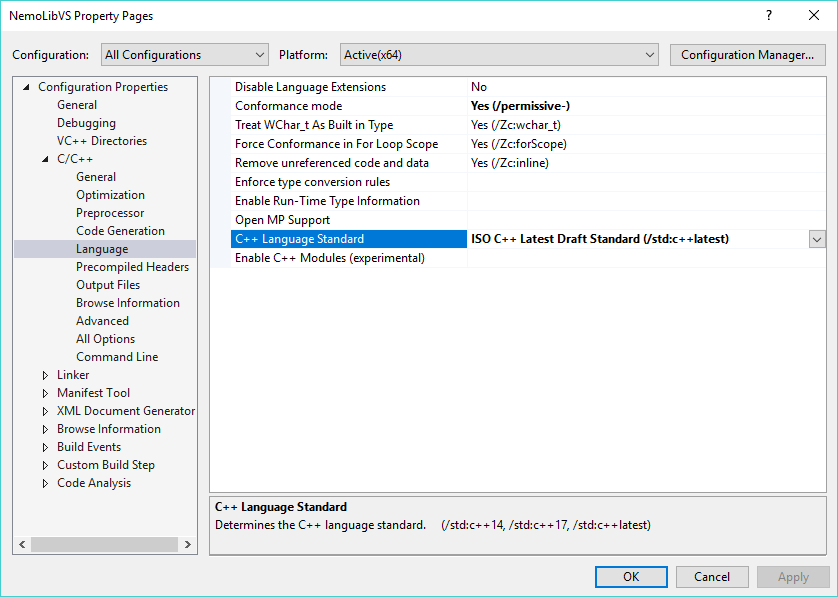 NemoLibVS Property Pages
Configuration: All Configurations Platform: Active(x64) Configuration Manager...
Configuration Properties
General
Debugging
VC++ Directories
C/C++
General
Optimization
Preprocessor
Code Generation
Language
Precompiled Headers
Output Files
Browse Information
Advanced
All Options
Command Line
Linker
Manifest Tool
XML Document Generator
Browse Information
Build Events
Custom Build Step
Code Analysis
Disable Language Extensions No
Conformance mode Yes (/permissive-)
Treat WChar_t As Built in Type Yes (/Zc:wchar_t)
Force Conformance in For Loop Scope Yes (/Zc:forScope)
Remove unreferenced code and data Yes (/Zc:inline)
Enforce type conversion rules
Enable Run-Time Type Information
Open MP Support
C++ Language Standard ISO C++ Latest Draft Standard (/std:c++latest)
Enable C++ Modules (experimental)
C++ Language Standard
Determines the C++ language standard. (/std:c++14, /std:c++17, /std:c++latest)
OK Cancel Apply